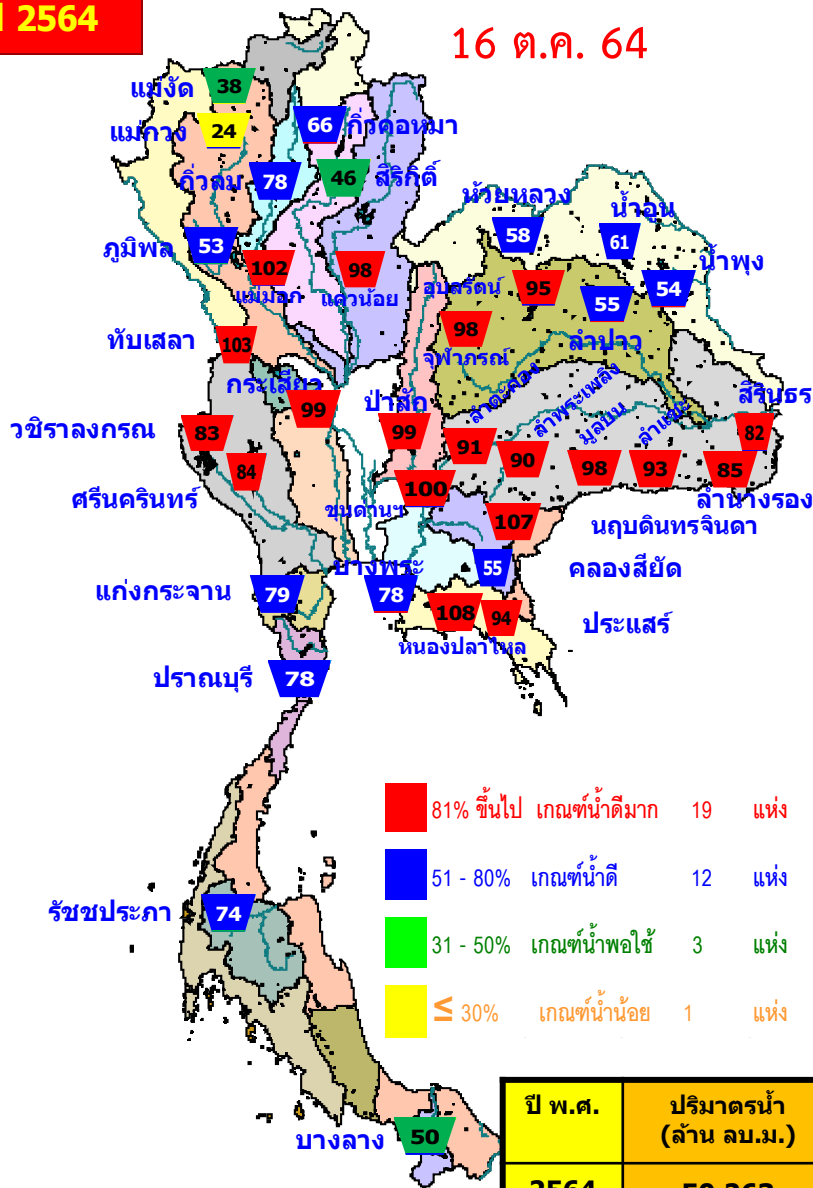 2564
16 ต.ค. 64
แม่งัด 38
แม่กวง 24
66 กิ่วคอหมา
กิ่วลม 78
46 สิริกิติ์
ห้วยหลวง
58
น้ำอูน
61
ภูมิพล 53
น้ำพุง
54
102
แม่มอก
98
แควน้อย
อุบลรัตน์ 95
55
ลำปาว
98
จุฬาภรณ์
ทับเสลา 103
กระเสียว
99
ป่าสัก
99
ลำตะคอง
91
ลำพระเพลิง
90
มูลบน
98
ลำแชะ
93
สิรินธร
82
85
ลำนางรอง
วชิราลงกรณ 83
84
ศรีนครินทร์
100
ขุนด่านฯ
107
นฤบดินทรจินดา
บางพระ
78
55 คลองสียัด
แก่งกระจาน 79
108
หนองปลาไหล
94 ประแสร์
ปราณบุรี 78
81% ขึ้นไป เกณฑ์น้ำดีมาก 19 แห่ง
51 - 80% เกณฑ์น้ำดี 12 แห่ง
31 - 50% เกณฑ์น้ำพอใช้ 3 แห่ง
≤ 30% เกณฑ์น้ำน้อย 1 แห่ง
รัชชประภา 74
บางลาง 50
ปี พ.ศ. ปริมาตรน้ำ
(ล้าน ลบ.ม.)
2564